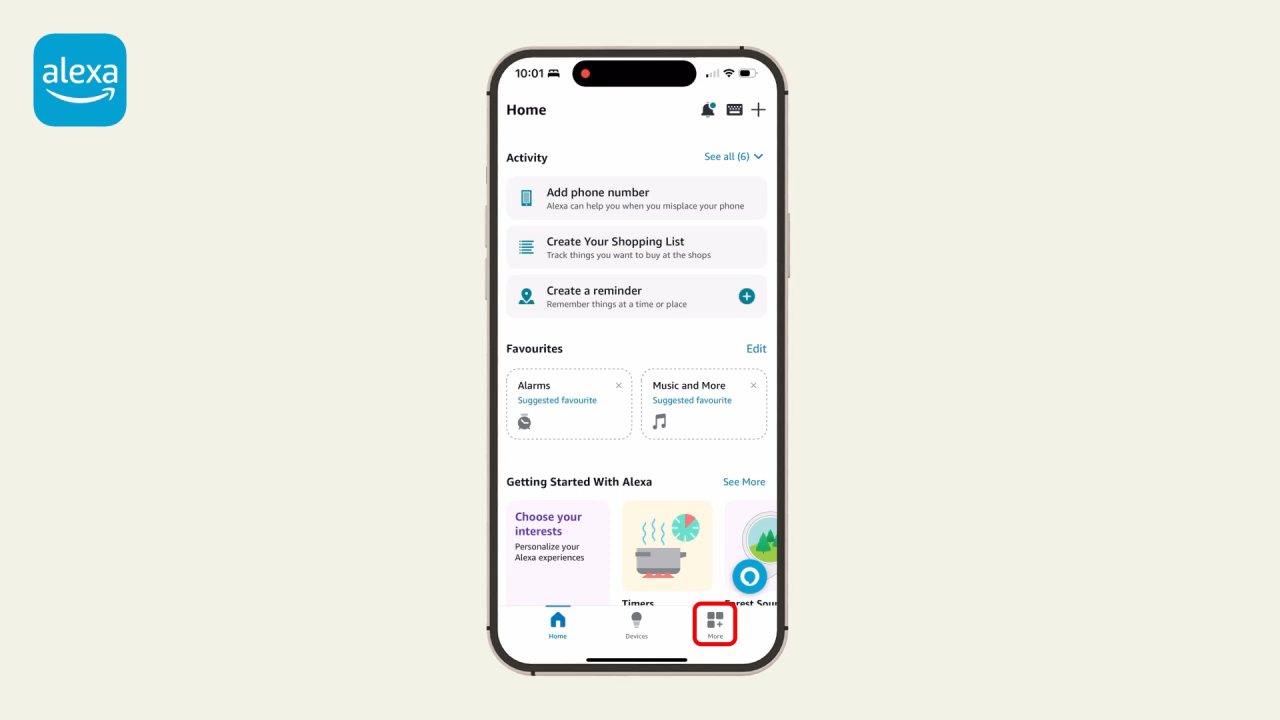 alexa
10:01
Home
Activity
See all (6)
Add phone number
Alexa can help you when you misplace your phone
Create Your Shopping List
Track things you want to buy at the shops
Create a reminder
Remember things at a time or place
Favourites
Edit
Alarms
Suggested favourite
Music and More
Suggested favourite
Getting Started With Alexa
See More
Choose your
interests
Personalize your
Alexa experiences
Timers
Forest Soun
Home
Devices
More